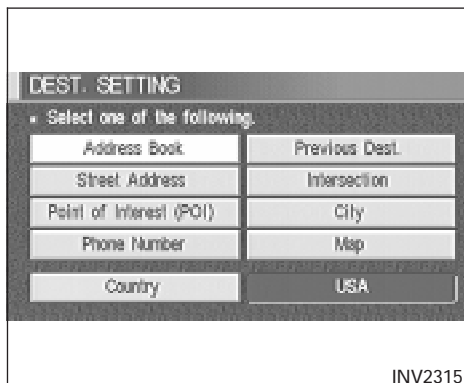 DEST. SETTING
Select one of the following.
Address Book Previous Dest.
Street Address Intersection
Point of Interest (POI) City
Phone Number Map
Country USA
INV2315